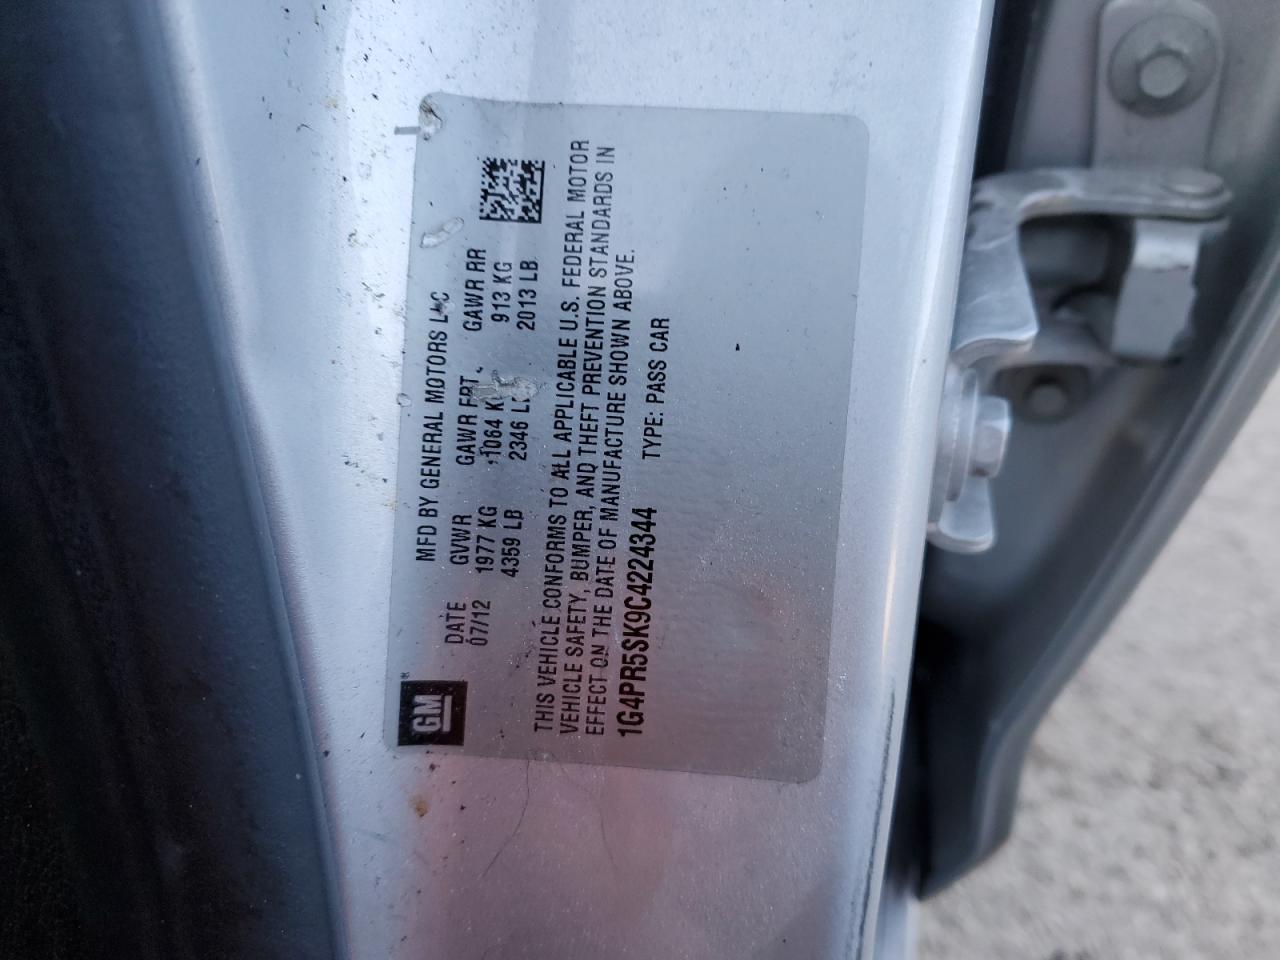 GM
MFD BY GENERAL MOTORS LLC
DATE GVWR GAWR FRT GAWR RR
07/12 1977 KG 1064 KG 913 KG
4359 LB 2346 LB 2013 LB
THIS VEHICLE CONFORMS TO ALL APPLICABLE U.S. FEDERAL MOTOR
VEHICLE SAFETY, BUMPER, AND THEFT PREVENTION STANDARDS IN
EFFECT ON THE DATE OF MANUFACTURE SHOWN ABOVE.
1G4PR5SK9C4224344 TYPE: PASS CAR